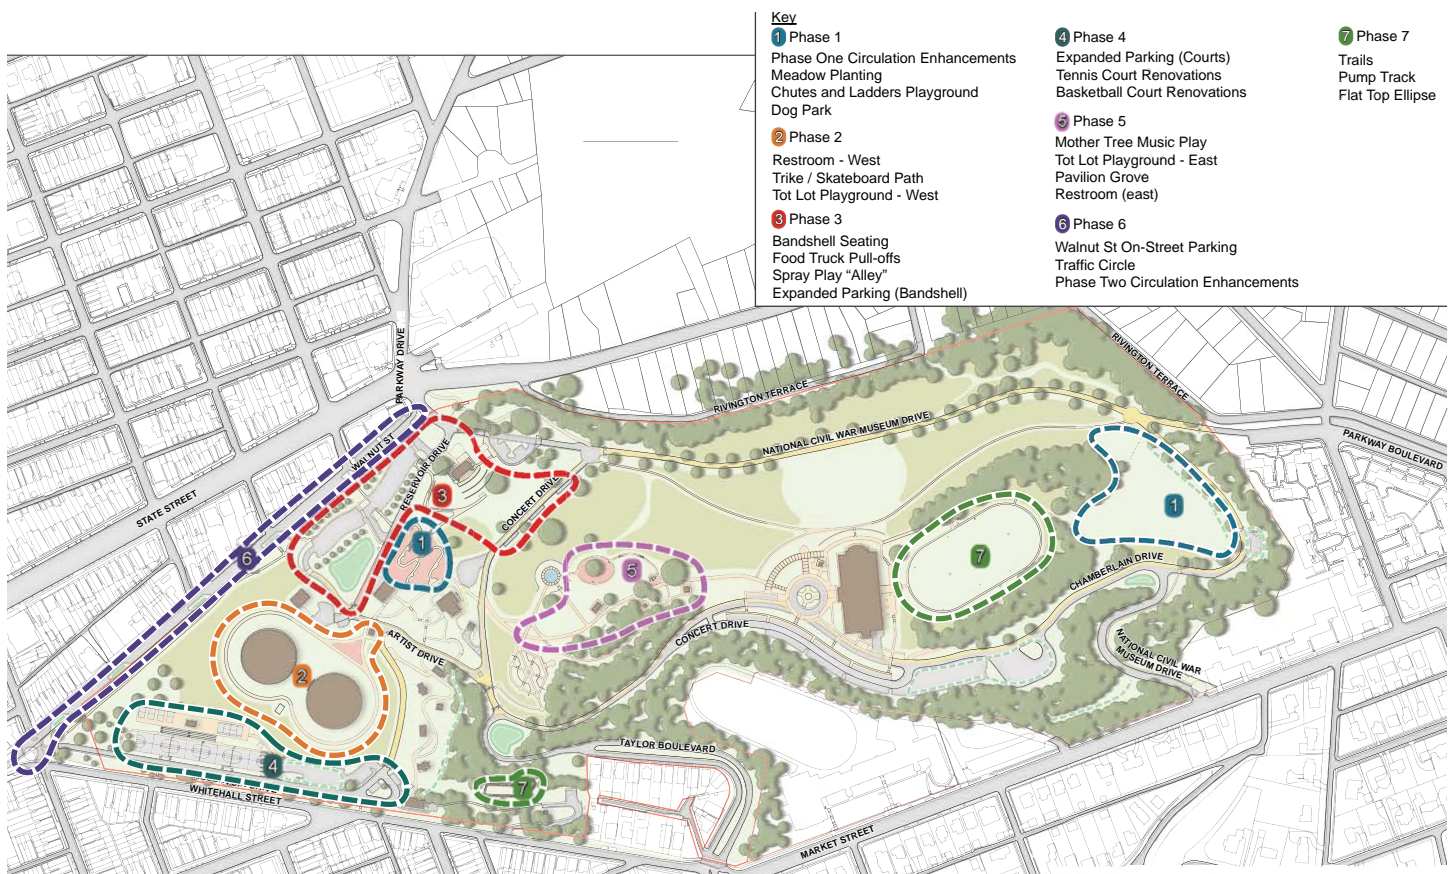 Key
1 Phase 1
Phase One Circulation Enhancements
Meadow Planting
Chutes and Ladders Playground
Dog Park
2 Phase 2
Restroom - West
Trike / Skateboard Path
Tot Lot Playground - West
3 Phase 3
Bandshell Seating
Food Truck Pull-offs
Spray Play “Alley”
Expanded Parking (Bandshell)
4 Phase 4
Expanded Parking (Courts)
Tennis Court Renovations
Basketball Court Renovations
5 Phase 5
Mother Tree Music Play
Tot Lot Playground - East
Pavilion Grove
Restroom (east)
6 Phase 6
Walnut St On-Street Parking
Traffic Circle
Phase Two Circulation Enhancements
7 Phase 7
Trails
Pump Track
Flat Top Ellipse
PARKWAY DRIVE
RIVINGTON TERRACE
RIVINGTON TERRACE
PARKWAY BOULEVARD
NATIONAL CIVIL WAR MUSEUM DRIVE
WALNUT ST
RESERVOIR DRIVE
STATE STREET
CONCERT DRIVE
3
1
1
6
5
7
CHAMBERLAIN DRIVE
CONCERT DRIVE
ARTIST DRIVE
NATIONAL CIVIL WAR
MUSEUM DRIVE
2
4
TAYLOR BOULEVARD
7
WHITEHALL STREET
MARKET STREET